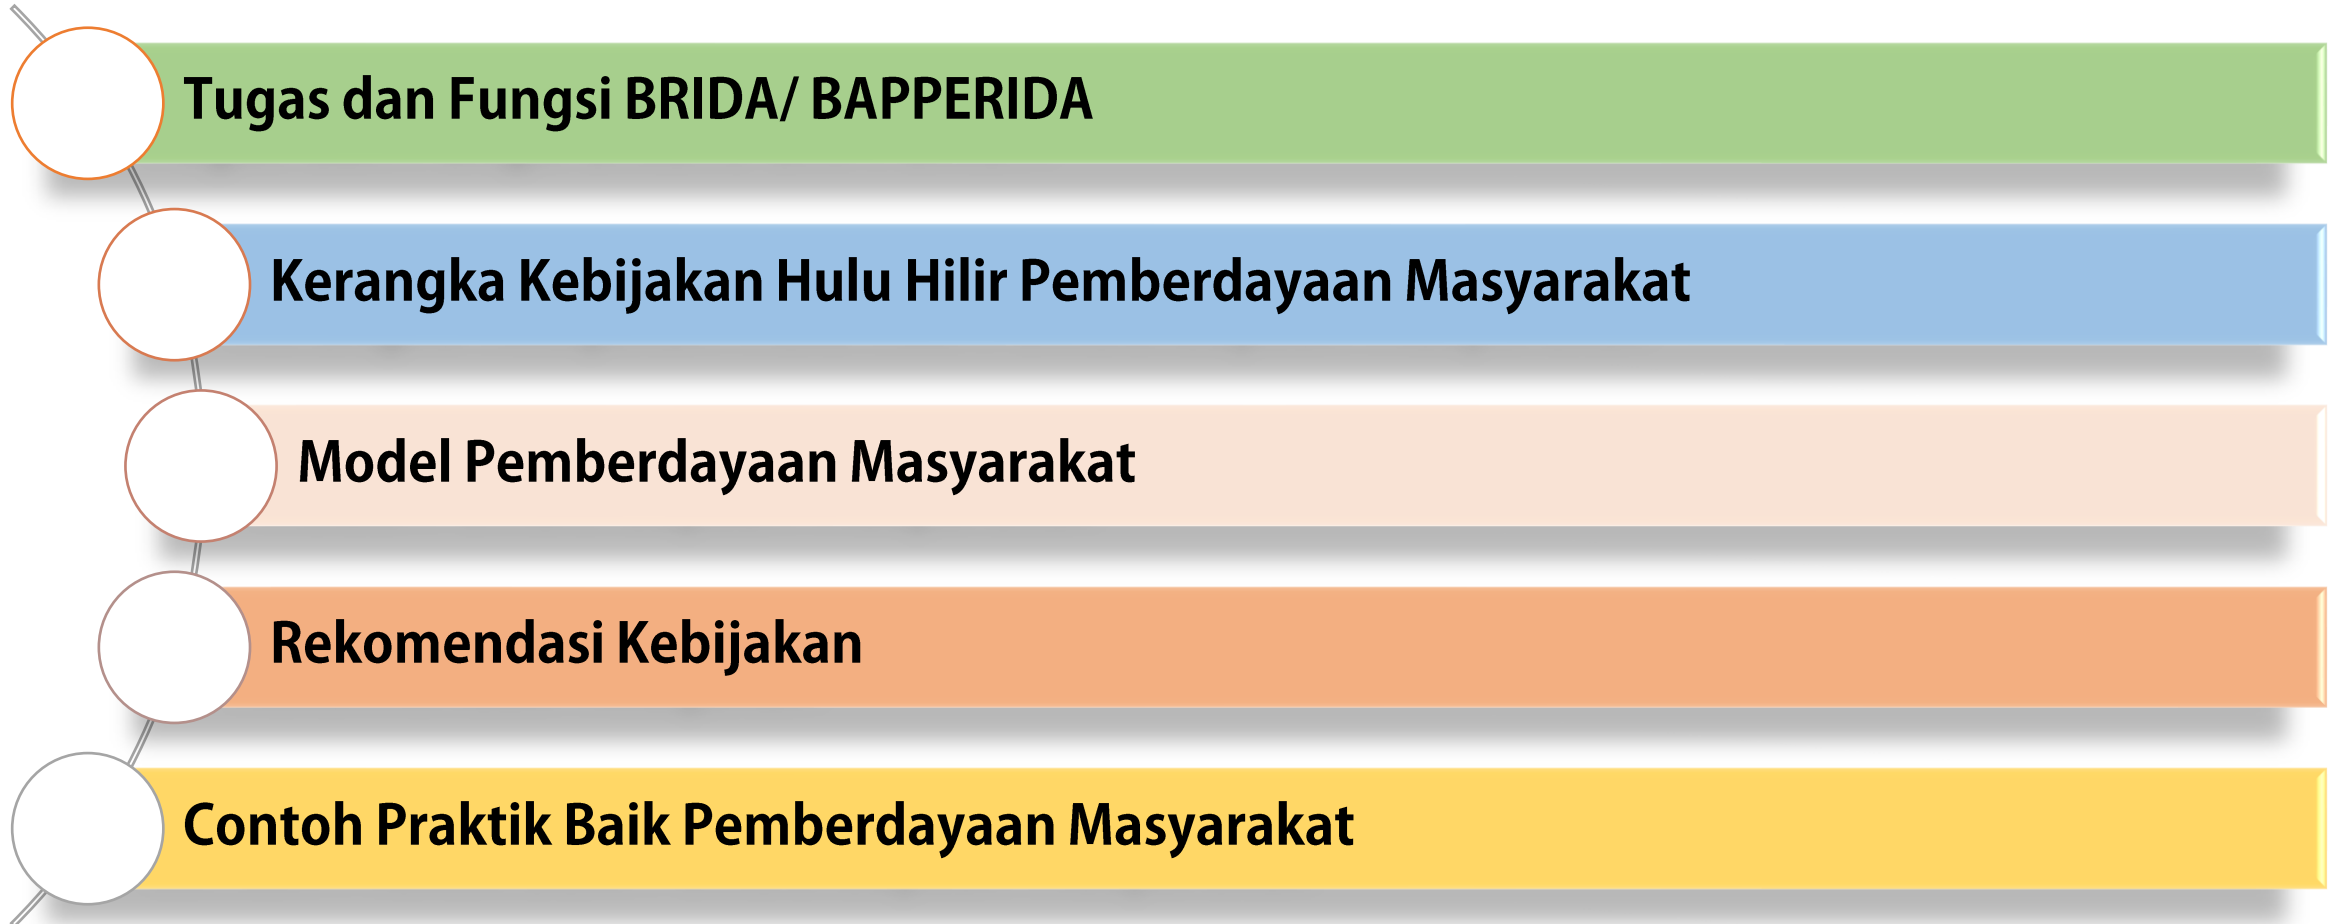 Tugas dan Fungsi BRIDA/ BAPPERIDA
Kerangka Kebijakan Hulu Hilir Pemberdayaan Masyarakat
Model Pemberdayaan Masyarakat
Rekomendasi Kebijakan
Contoh Praktik Baik Pemberdayaan Masyarakat